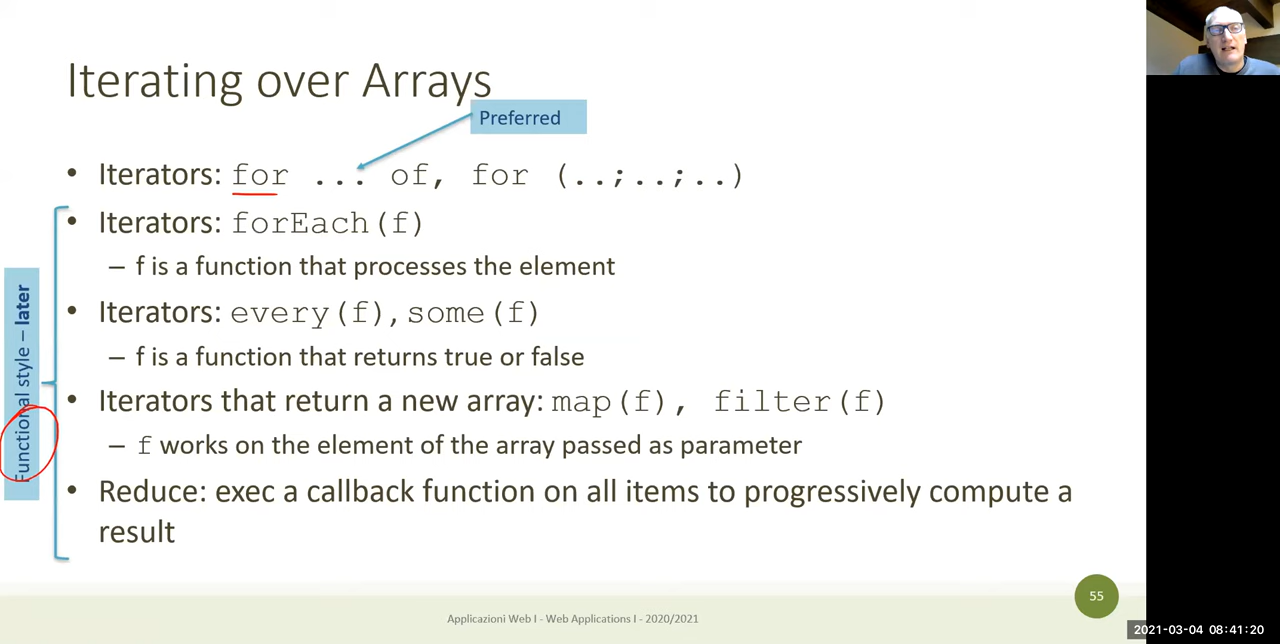 Iterating over Arrays
Preferred
• Iterators: for ... of, for (..;..;..)
• Iterators: forEach(f)
– f is a function that processes the element
• Iterators: every(f), some(f)
– f is a function that returns true or false
• Iterators that return a new array: map(f), filter(f)
– f works on the element of the array passed as parameter
• Reduce: exec a callback function on all items to progressively compute a
result
Functional style – later
55
Applicazioni Web I - Web Applications I - 2020/2021
2021-03-04 08:41:20